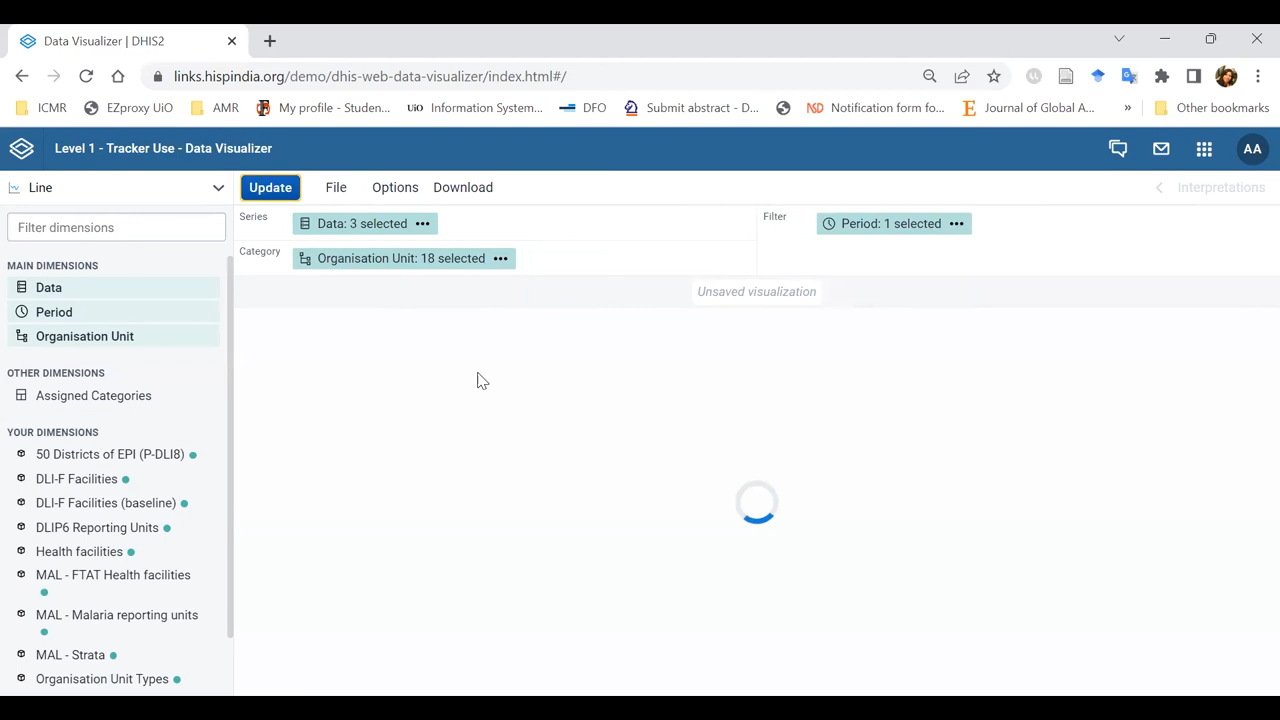 Data Visualizer | DHIS2
links.hispindia.org/demo/dhis-web-data-visualizer/index.html#/
ICMR
EZproxy UiO
AMR
My profile - Studen...
UiO Information System...
DFO
Submit abstract - D...
NSD Notification form fo...
E Journal of Global A...
»
Other bookmarks
Level 1 - Tracker Use - Data Visualizer
AA
Line
Update
File
Options
Download
Interpretations
Filter dimensions
Series
Data: 3 selected
Filter
Period: 1 selected
Category
Organisation Unit: 18 selected
Unsaved visualization
MAIN DIMENSIONS
Data
Period
Organisation Unit
OTHER DIMENSIONS
Assigned Categories
YOUR DIMENSIONS
50 Districts of EPI (P-DLI8)
DLI-F Facilities
DLI-F Facilities (baseline)
DLIP6 Reporting Units
Health facilities
MAL - FTAT Health facilities
MAL - Malaria reporting units
MAL - Strata
Organisation Unit Types